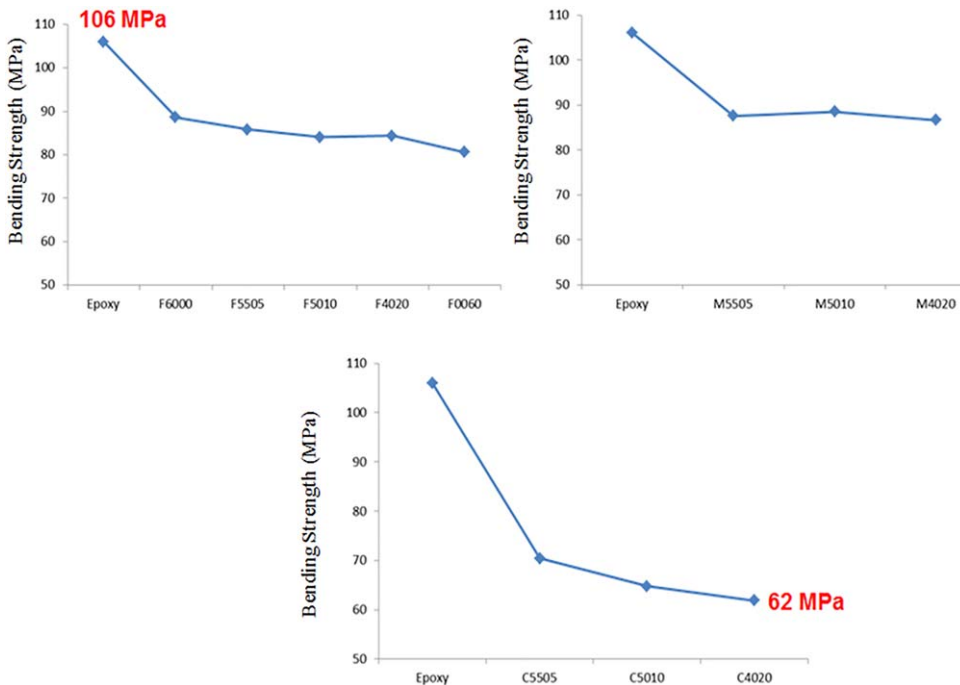 106 MPa
Bending Strength (MPa)
110
100
90
80
70
60
50
Epoxy F6000 F5505 F5010 F4020 F0060
Bending Strength (MPa)
110
100
90
80
70
60
50
Epoxy M5505 M5010 M4020
Bending Strength (MPa)
110
100
90
80
70
60
50
62 MPa
Epoxy C5505 C5010 C4020